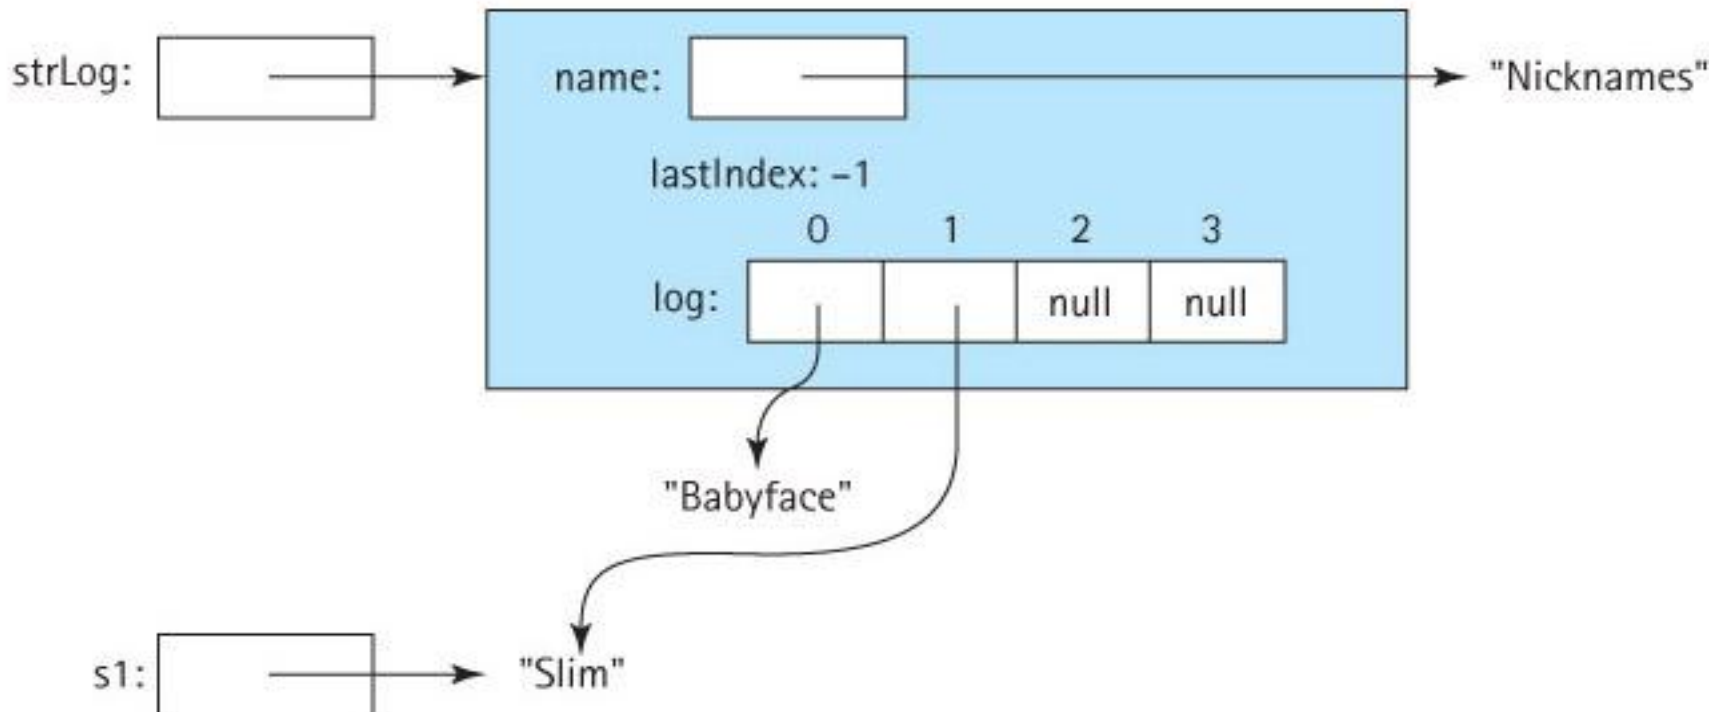 strLog:
name:
"Nicknames"
lastIndex: –1
0 1 2 3
log: null null
"Babyface"
s1: "Slim"